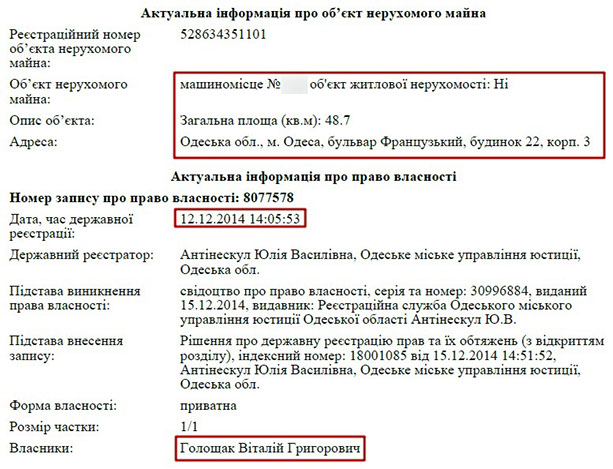 Актуальна інформація про об’єкт нерухомого майна
Реєстраційний номер 528634351101
об’єкта нерухомого
майна:
Об’єкт нерухомого машиномісце № об'єкт житлової нерухомості: Ні
майна:
Опис об’єкта: Загальна площа (кв.м): 48.7
Адреса: Одеська обл., м. Одеса, бульвар Французький, будинок 22, корп. 3
Актуальна інформація про право власності
Номер запису про право власності: 8077578
Дата, час державної 12.12.2014 14:05:53
реєстрації:
Державний реєстратор: Антінескул Юлія Василівна, Одеське міське управління юстиції,
Одеська обл.
Підстава виникнення свідоцтво про право власності, серія та номер: 30996884, виданий
права власності: 15.12.2014, видавник: Реєстраційна служба Одеського міського
управління юстиції Одеської області Антінескул Ю.В.
Підстава внесення Рішення про державну реєстрацію прав та їх обтяжень (з відкриттям
запису: розділу), індексний номер: 18001085 від 15.12.2014 14:51:52,
Антінескул Юлія Василівна, Одеське міське управління юстиції,
Одеська обл.
Форма власності: приватна
Розмір частки: 1/1
Власники: Голощак Віталій Григорович